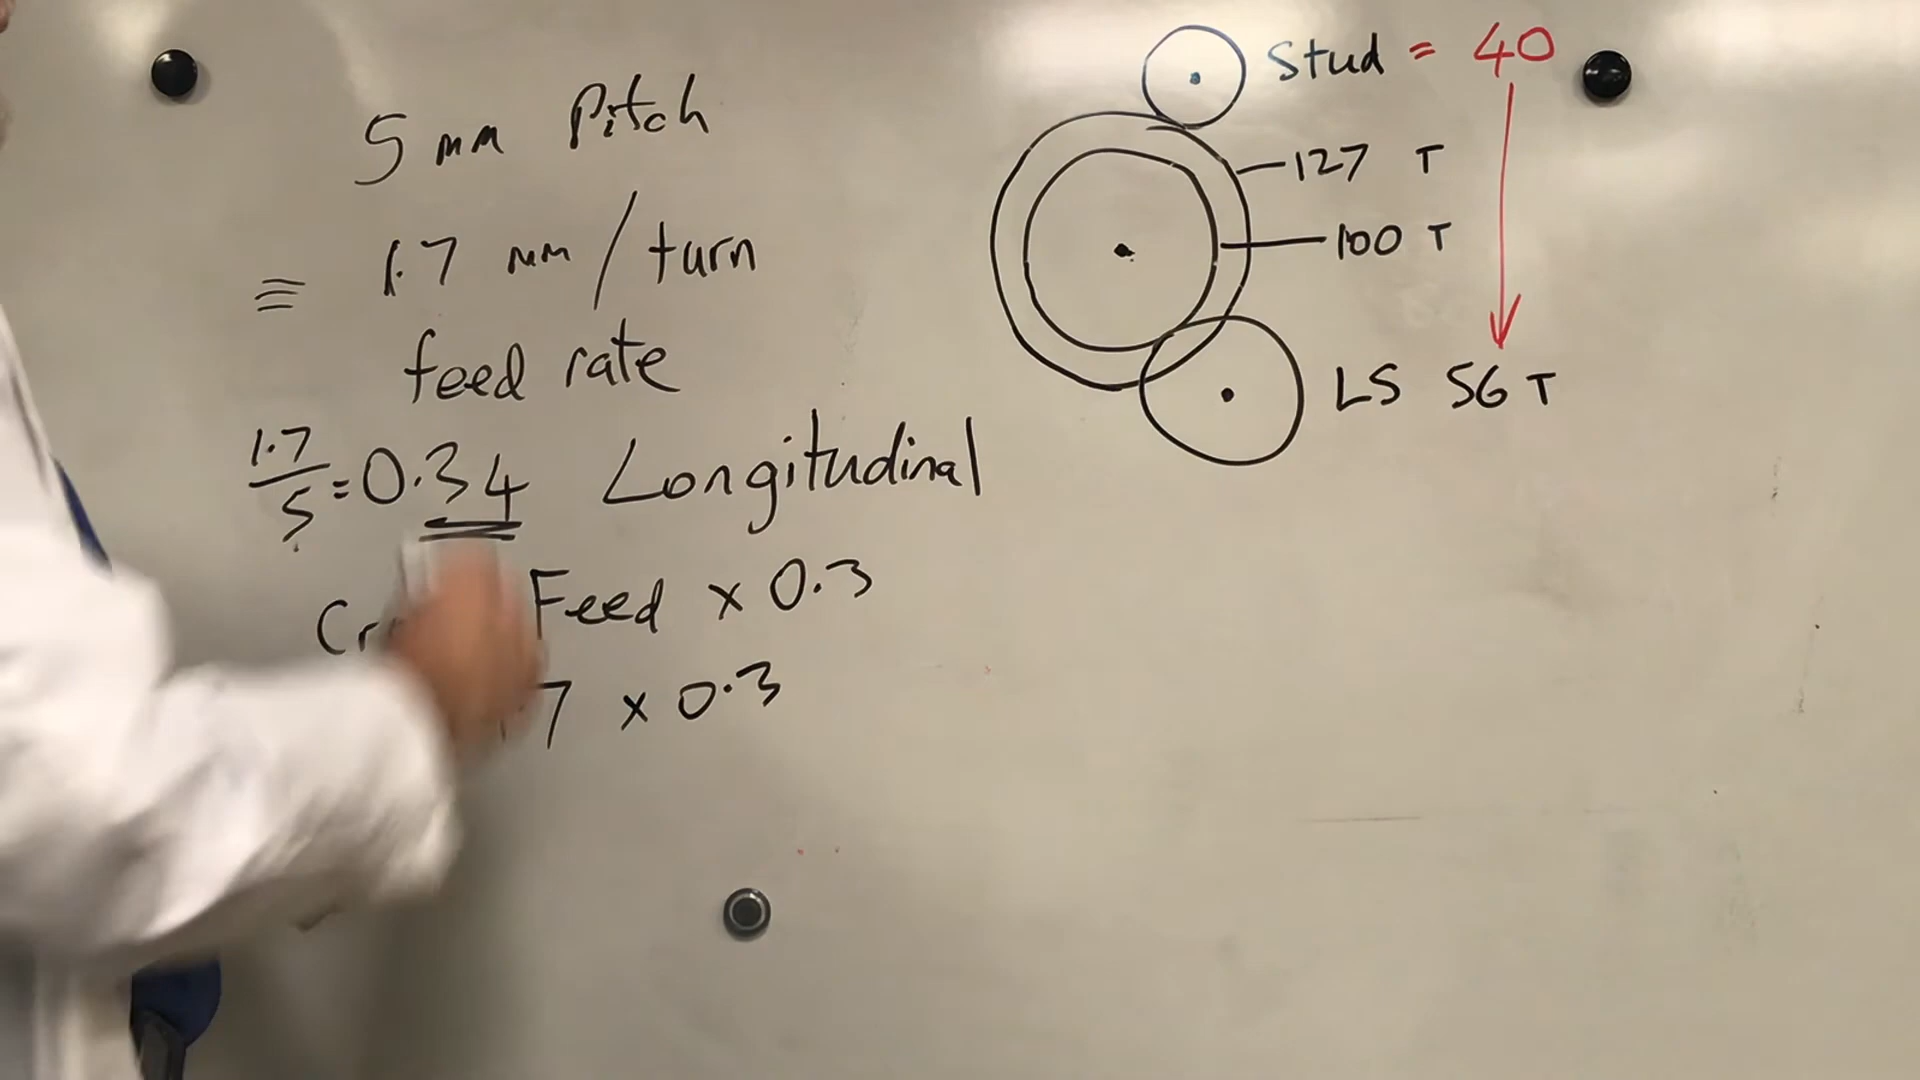 5 mm Pitch
≡ 1.7 mm / turn
feed rate
1.7/5 = 0.34 Longitudinal
Feed x 0.3
7 x 0.3
Stud = 40
127 T
100 T
LS 56 T